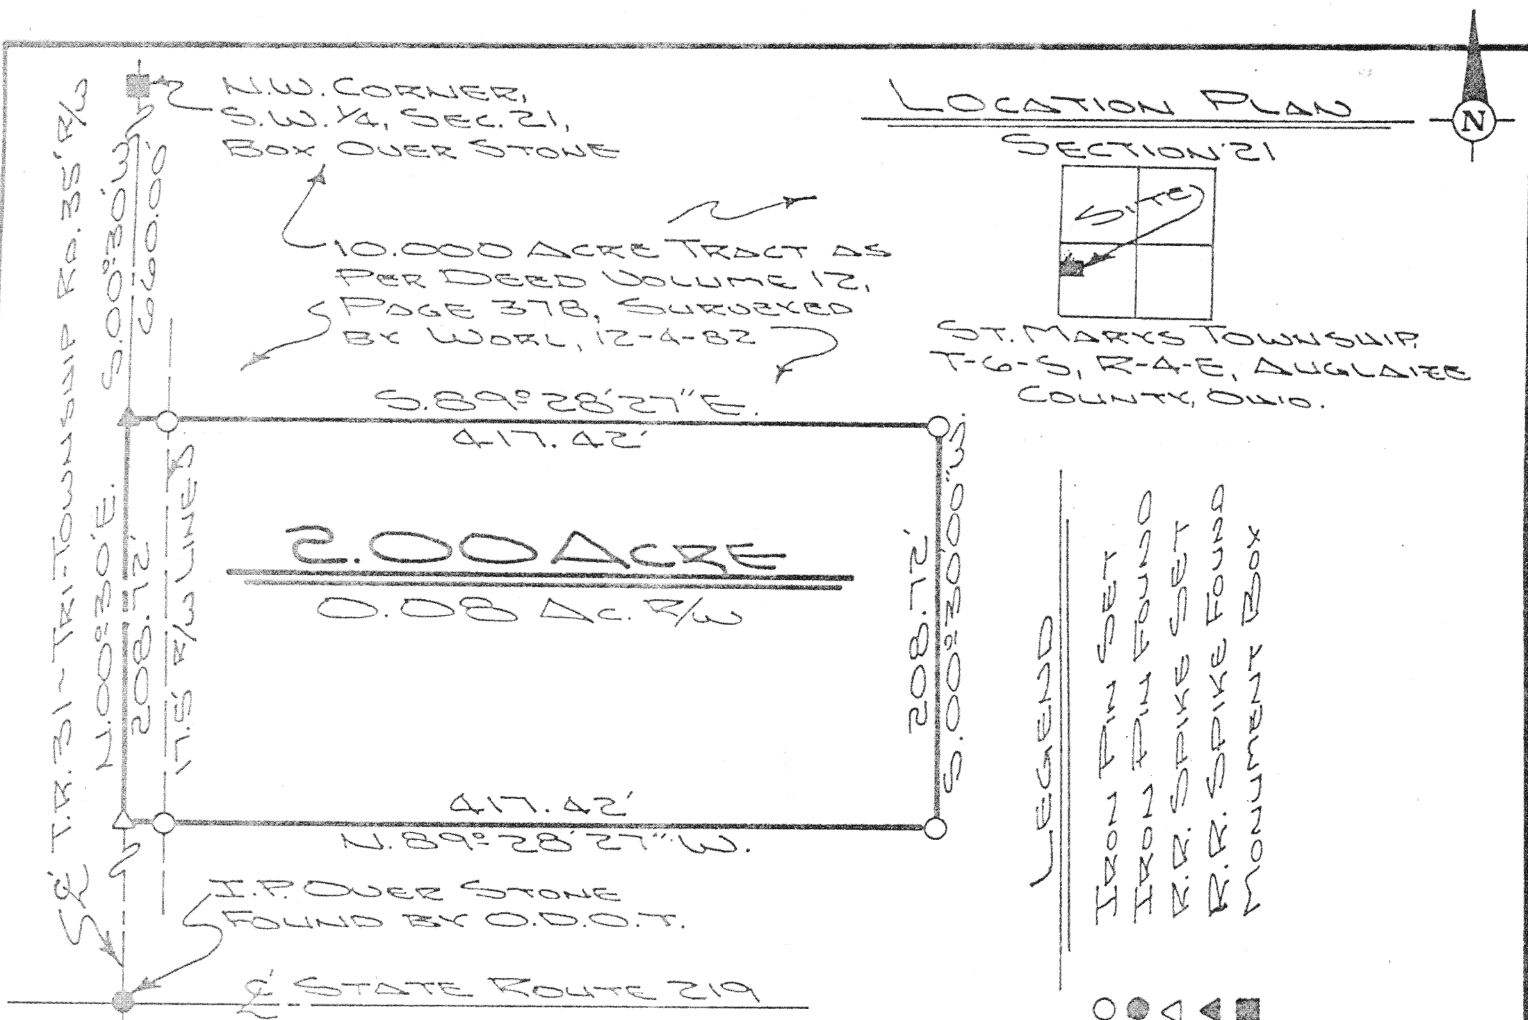 N.W. CORNER,
S.W. 1/4, SEC. 21,
BOX OVER STONE
LOCATION PLAN
N
SECTION 21
SITE
ST. MARYS TOWNSHIP,
T-6-S, R-4-E, AUGLAIZE
COUNTY, OHIO.
10.000 ACRE TRACT AS
PER DEED VOLUME 12,
PAGE 378, SURVEYED
BY WORL, 12-4-82
S.00°30'W.
660.00'
S.89°28'27"E.
417.42'
℄ T.R. 31 ~ TRI-TOWNSHIP RD. 35' R/W
N.00°30'E.
208.72'
17.5' R/W LINES
2.00 ACRE
0.08 AC. R/W
208.72'
S.00°30'00"W.
417.42'
N.89°28'27"W.
I.P. OVER STONE
FOUND BY O.D.O.T.
℄ STATE ROUTE 219
LEGEND
IRON PIN SET
IRON PIN FOUND
R.R. SPIKE SET
R.R. SPIKE FOUND
MONUMENT BOX